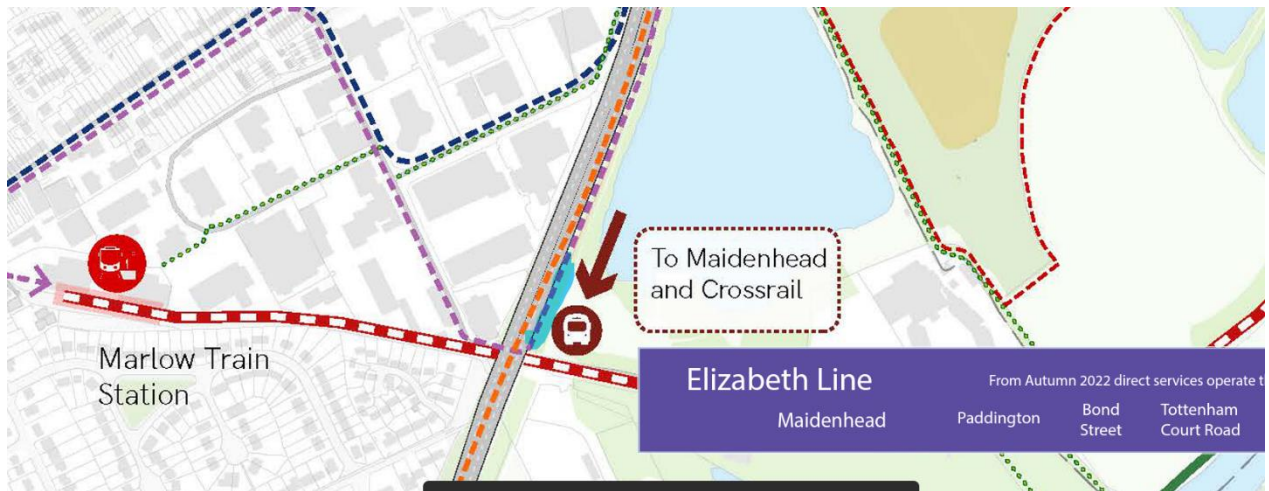 To Maidenhead
and Crossrail
Marlow Train
Station
Elizabeth Line
From Autumn 2022 direct services operate
Maidenhead
Paddington
Bond
Street
Tottenham
Court Road